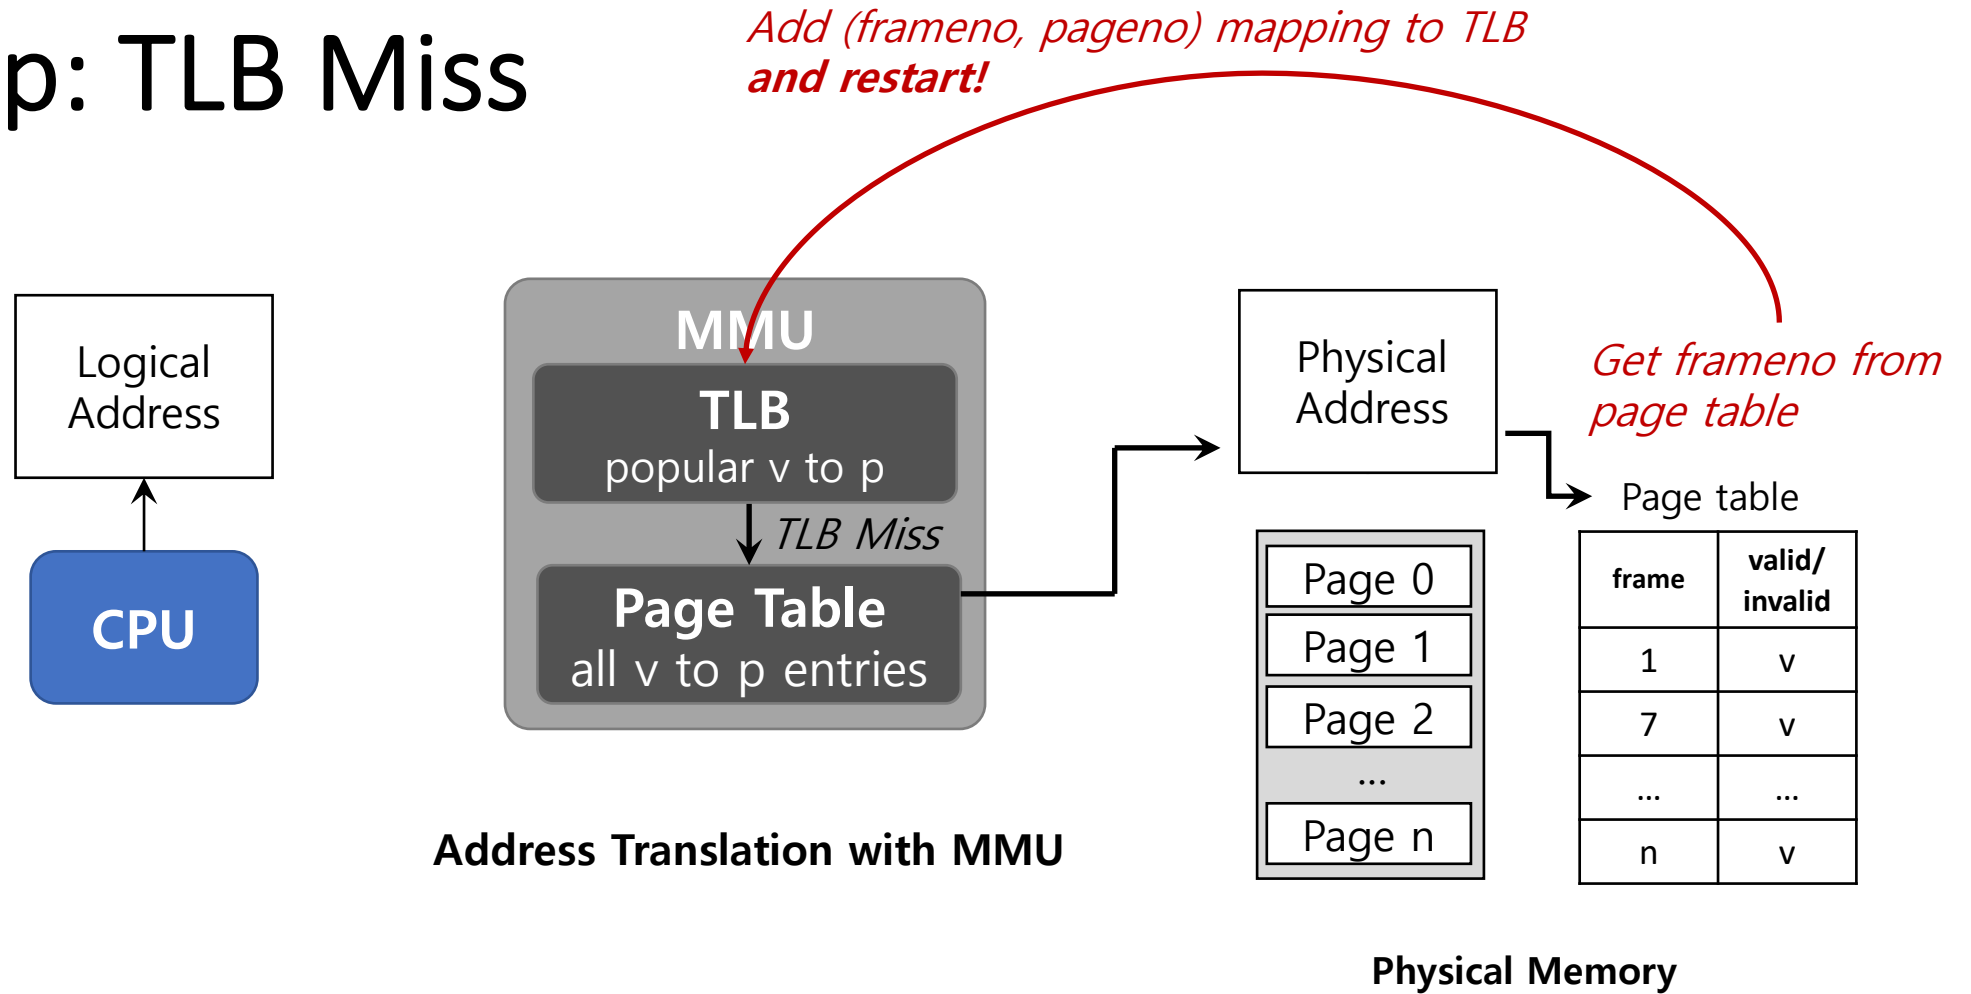 p: TLB Miss
Add (frameno, pageno) mapping to TLB
and restart!
Logical
Address
CPU
MMU
TLB
popular v to p
TLB Miss
Page Table
all v to p entries
Address Translation with MMU
Physical
Address
Get frameno from
page table
Page 0
Page 1
Page 2
...
Page n
Page table
frame valid/
invalid
1 v
7 v
... ...
n v
Physical Memory